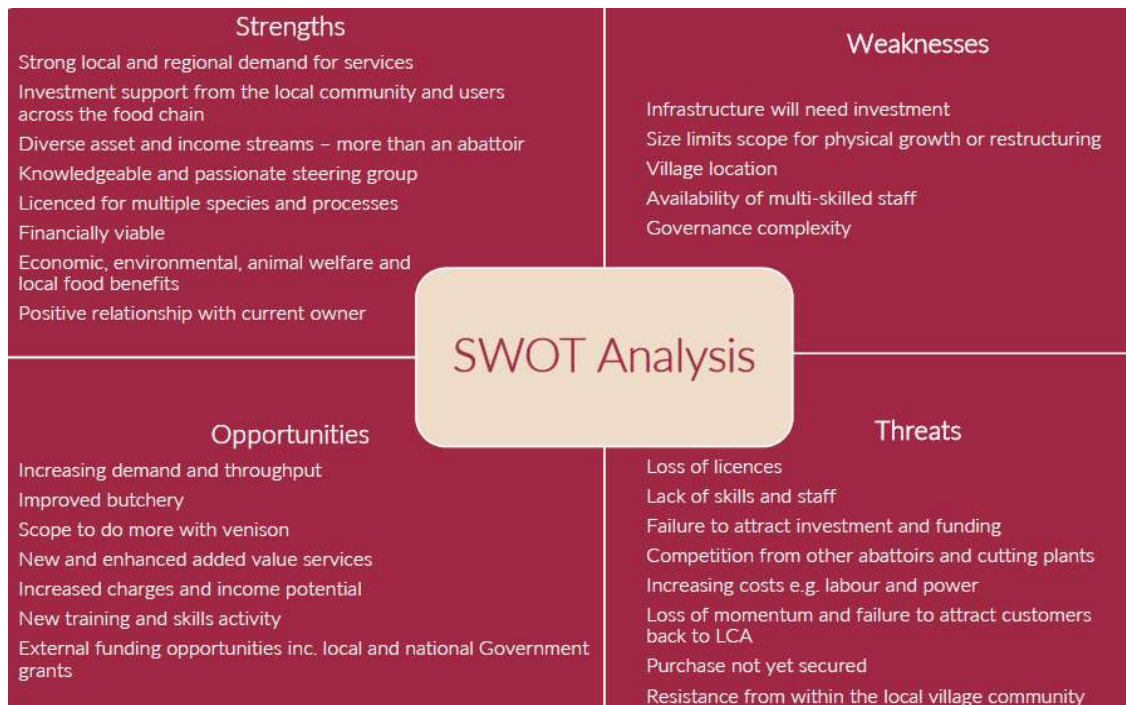 Strengths
Strong local and regional demand for services
Investment support from the local community and users
across the food chain
Diverse asset and income streams – more than an abattoir
Knowledgeable and passionate steering group
Licenced for multiple species and processes
Financially viable
Economic, environmental, animal welfare and
local food benefits
Positive relationship with current owner
Weaknesses
Infrastructure will need investment
Size limits scope for physical growth or restructuring
Village location
Availability of multi-skilled staff
Governance complexity
SWOT Analysis
Opportunities
Increasing demand and throughput
Improved butchery
Scope to do more with venison
New and enhanced added value services
Increased charges and income potential
New training and skills activity
External funding opportunities inc. local and national Government
grants
Threats
Loss of licences
Lack of skills and staff
Failure to attract investment and funding
Competition from other abattoirs and cutting plants
Increasing costs e.g. labour and power
Loss of momentum and failure to attract customers
back to LCA
Purchase not yet secured
Resistance from within the local village community